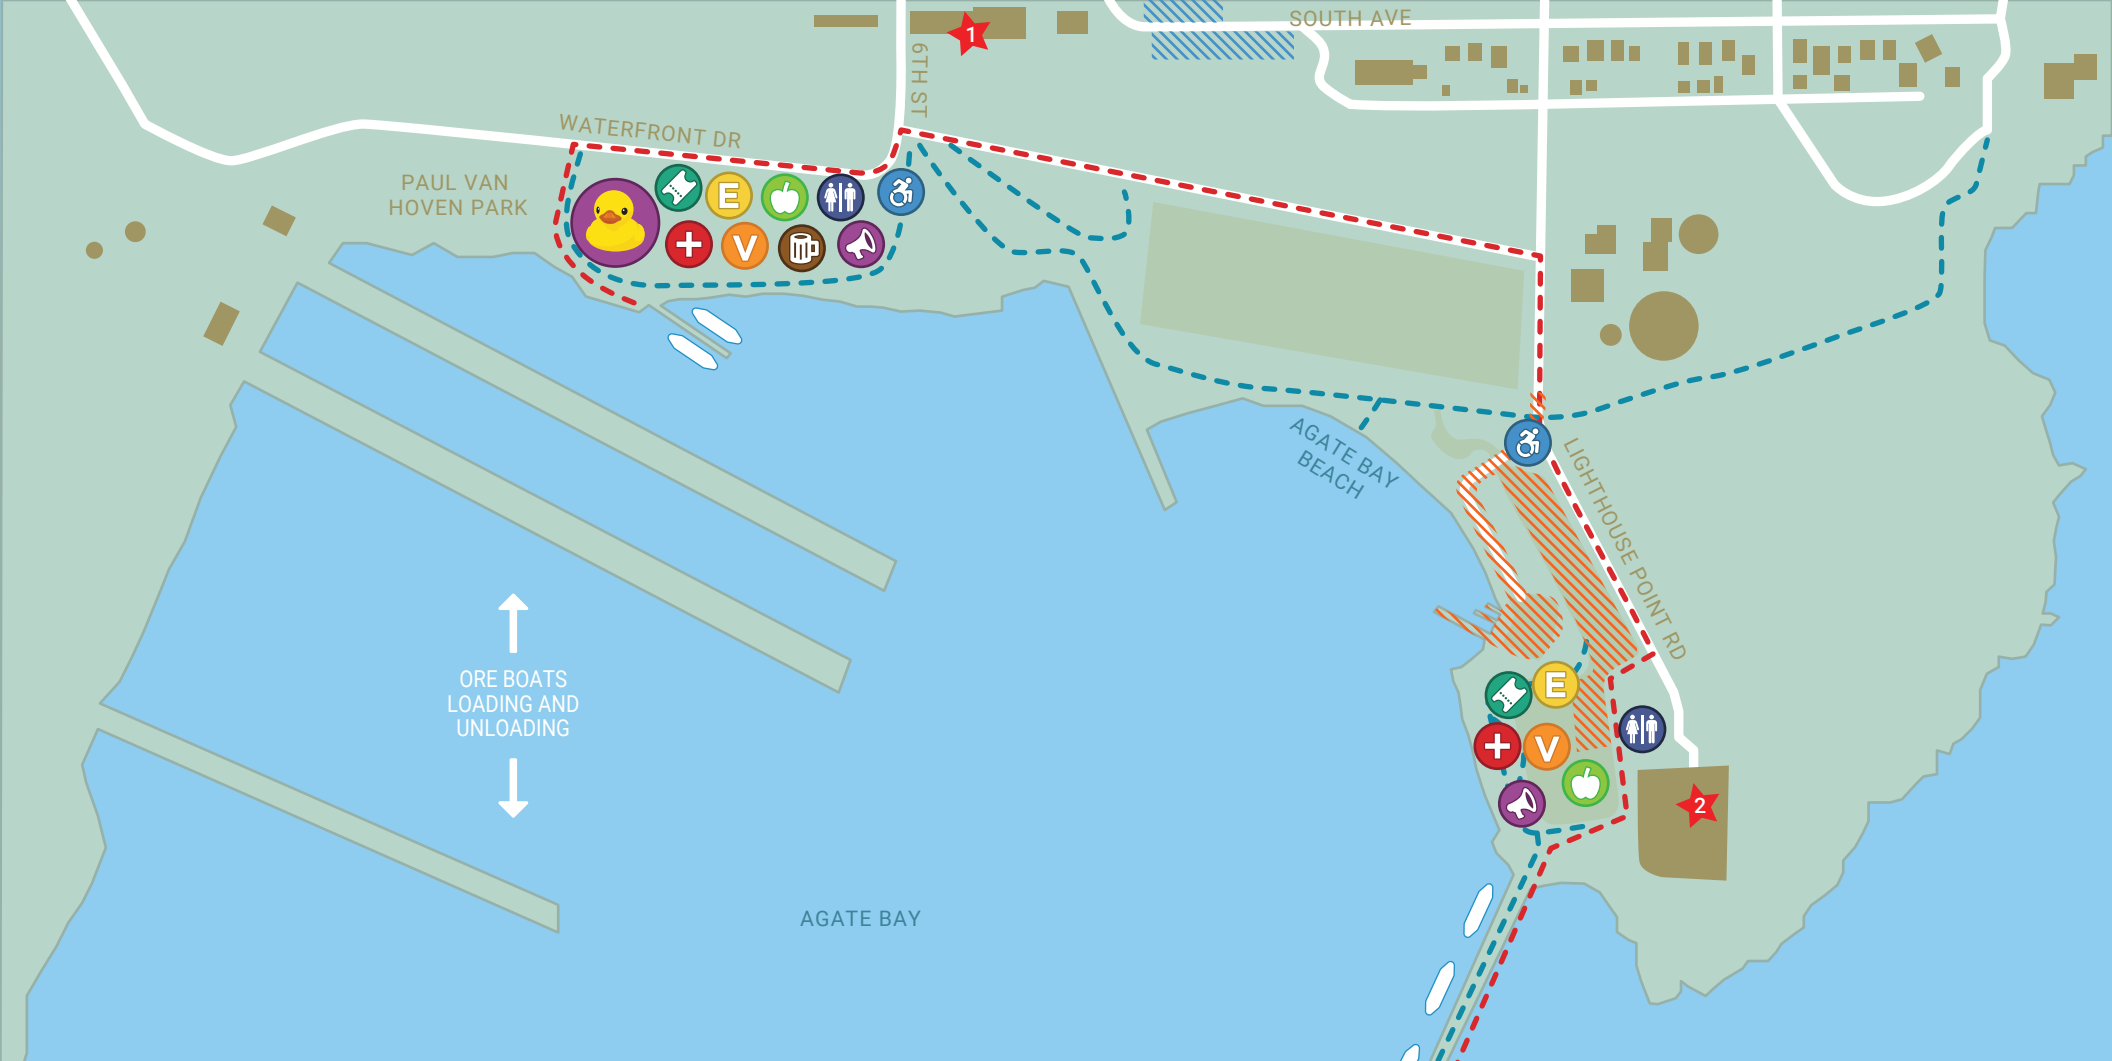 SOUTH AVE
1
6TH ST
WATERFRONT DR
PAUL VAN
HOVEN PARK
E
V
AGATE BAY
BEACH
LIGHTHOUSE POINT RD
ORE BOATS
LOADING AND
UNLOADING
E
V
2
AGATE BAY